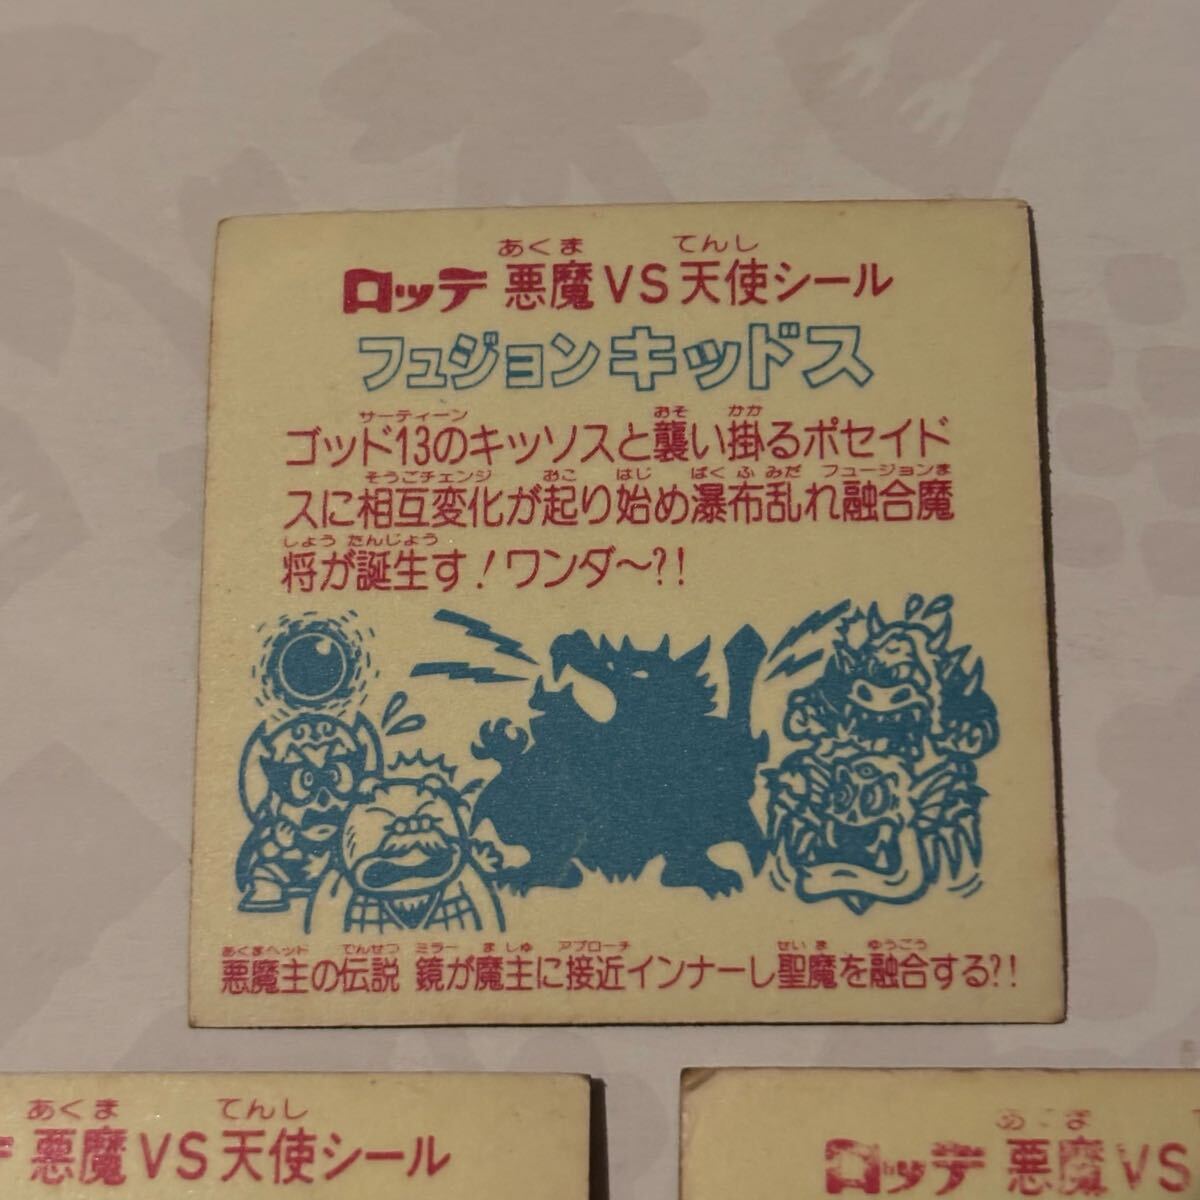 あくま てんし
ロッテ 悪魔VS天使シール
フュジョンキッドス
サーティーン おそ かか
ゴッド13のキッソスと襲い掛るポセイド
そうごチェンジ おこ はじ ばくふみだ フュージョンま
スに相互変化が起り始め瀑布乱れ融合魔
しょう たんじょう
将が誕生す!ワンダ〜?!
あくまヘッド でんせつ ミラー ましゅ アプローチ せいま ゆうごう
悪魔主の伝説 鏡が魔主に接近インナーし聖魔を融合する?!
あくま てんし
悪魔VS天使シール
あくま
ロッテ 悪魔VS